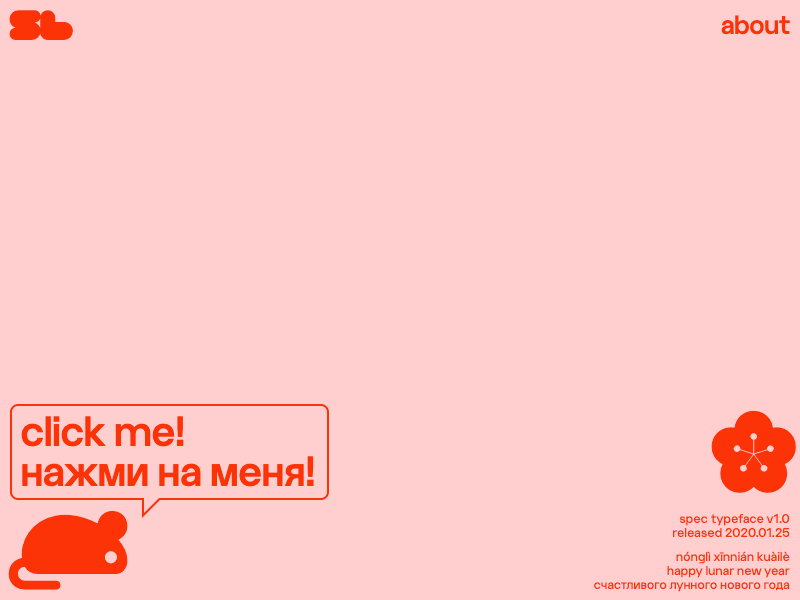 SL
about
click me!
нажми на меня!
spec typeface v1.0
released 2020.01.25
nónglì xīnnián kuàilè
happy lunar new year
счастливого лунного нового года